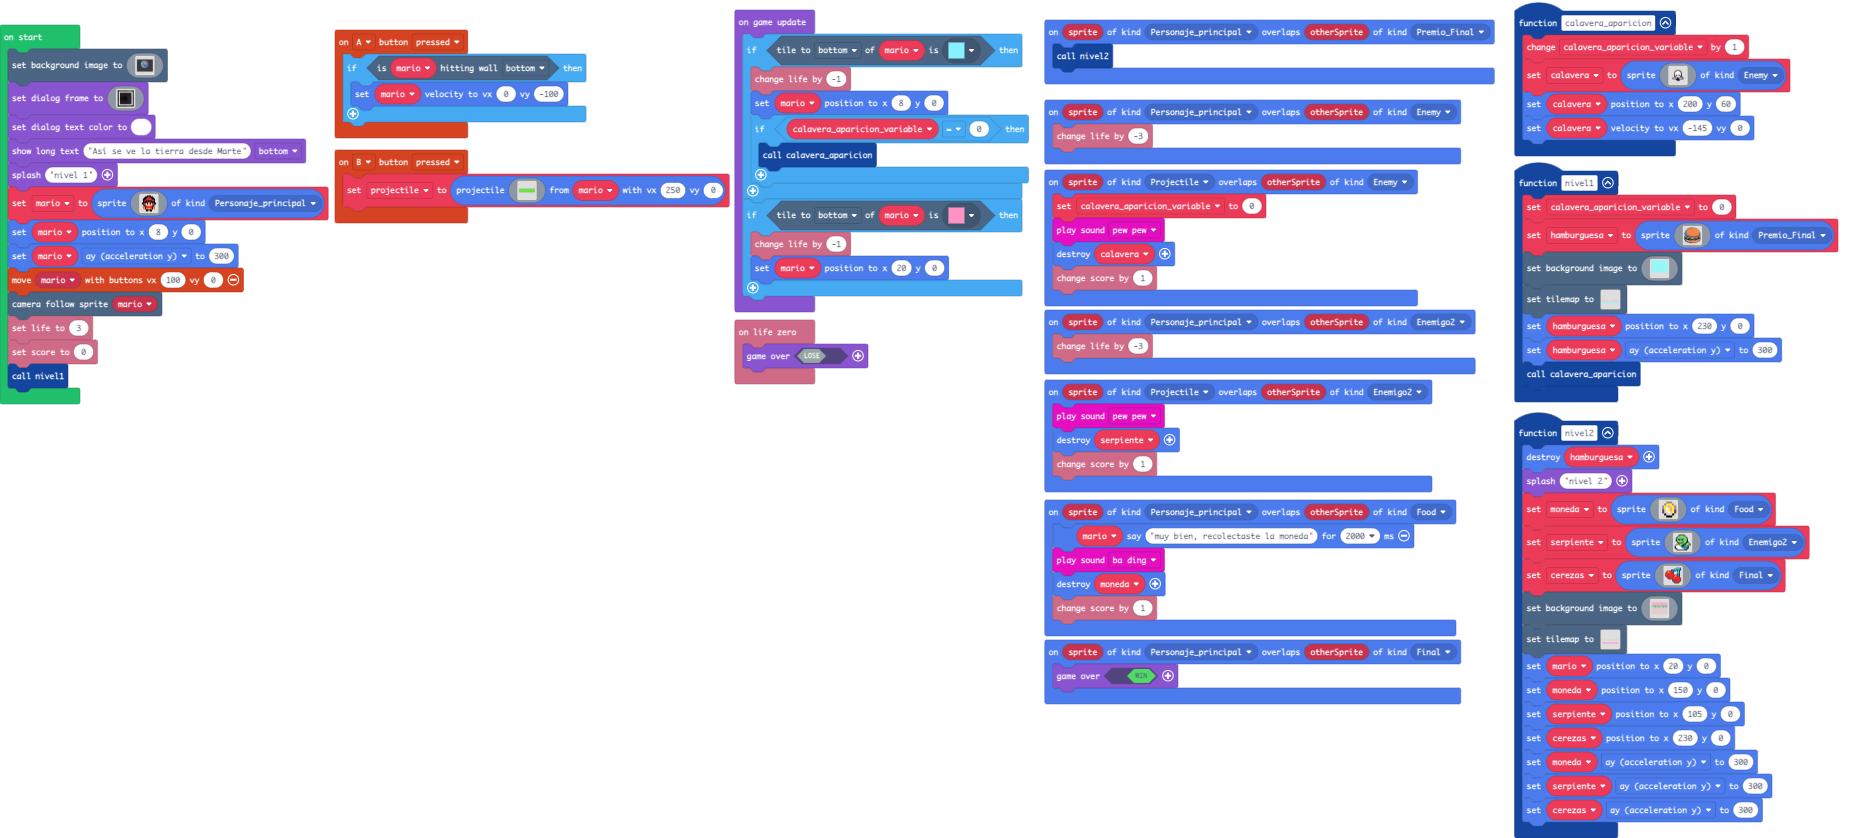 on start
set background image to
set dialog frame to
set dialog text color to
show long text "Asi se ve la tierra desde Marte" bottom
splash "nivel 1"
set mario to sprite of kind Personaje_principal
set mario position to x 8 y 0
set mario ay (acceleration y) to 300
move mario with buttons vx 100 vy 0
camera follow sprite mario
set life to 3
set score to 0
call nivel1
on A button pressed
if is mario hitting wall bottom then
set mario velocity to vx 0 vy -100
on B button pressed
set projectile to projectile from mario with vx 250 vy 0
on game update
if tile to bottom of mario is then
change life by -1
set mario position to x 8 y 0
if calavera_aparicion_variable = 0 then
call calavera_aparicion
if tile to bottom of mario is then
change life by -1
set mario position to x 20 y 0
on life zero
game over LOSE
on sprite of kind Personaje_principal overlaps otherSprite of kind Premio_Final
call nivel2
on sprite of kind Personaje_principal overlaps otherSprite of kind Enemy
change life by -3
on sprite of kind Projectile overlaps otherSprite of kind Enemy
set calavera_aparicion_variable to 0
play sound pew pew
destroy calavera
change score by 1
on sprite of kind Personaje_principal overlaps otherSprite of kind Enemigo2
change life by -3
on sprite of kind Projectile overlaps otherSprite of kind Enemigo2
play sound pew pew
destroy serpiente
change score by 1
on sprite of kind Personaje_principal overlaps otherSprite of kind Food
mario say "muy bien, recolectaste la moneda" for 2000 ms
play sound ba ding
destroy moneda
change score by 1
on sprite of kind Personaje_principal overlaps otherSprite of kind Final
game over WIN
function calavera_aparicion
change calavera_aparicion_variable by 1
set calavera to sprite of kind Enemy
set calavera position to x 200 y 60
set calavera velocity to vx -145 vy 0
function nivel1
set calavera_aparicion_variable to 0
set hamburguesa to sprite of kind Premio_Final
set background image to
set tilemap to
set hamburguesa position to x 230 y 0
set hamburguesa ay (acceleration y) to 300
call calavera_aparicion
function nivel2
destroy hamburguesa
splash "nivel 2"
set moneda to sprite of kind Food
set serpiente to sprite of kind Enemigo2
set cerezas to sprite of kind Final
set background image to
set tilemap to
set mario position to x 20 y 0
set moneda position to x 150 y 0
set serpiente position to x 105 y 0
set cerezas position to x 230 y 0
set moneda ay (acceleration y) to 300
set serpiente ay (acceleration y) to 300
set cerezas ay (acceleration y) to 300